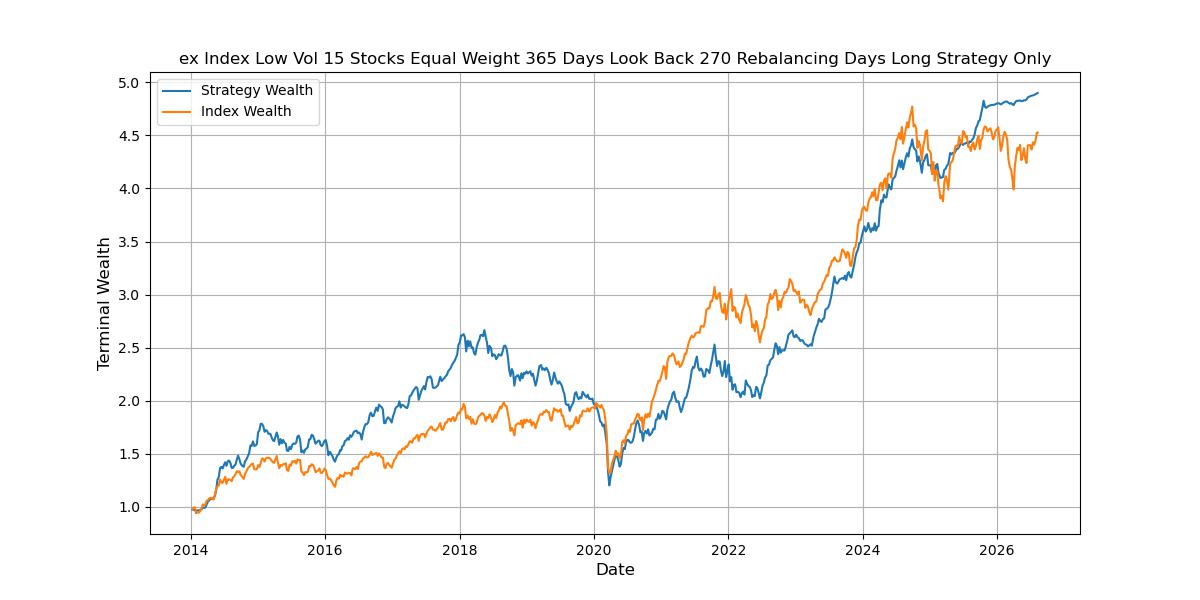 ex Index Low Vol 15 Stocks Equal Weight 365 Days Look Back 270 Rebalancing Days Long Strategy Only
Strategy Wealth
Index Wealth
Terminal Wealth
5.0
4.5
4.0
3.5
3.0
2.5
2.0
1.5
1.0
2014 2016 2018 2020 2022 2024 2026
Date